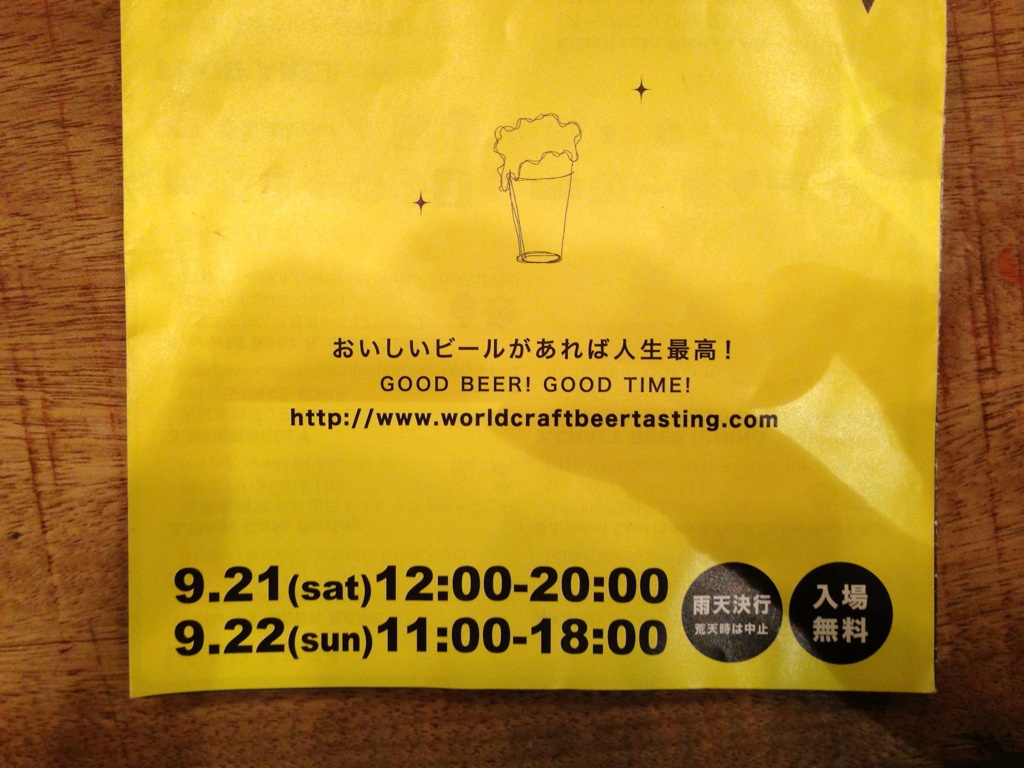 おいしいビールがあれば人生最高！
GOOD BEER! GOOD TIME!
http://www.worldcraftbeertasting.com
9.21(sat)12:00-20:00
9.22(sun)11:00-18:00
雨天決行
荒天時は中止
入場
無料